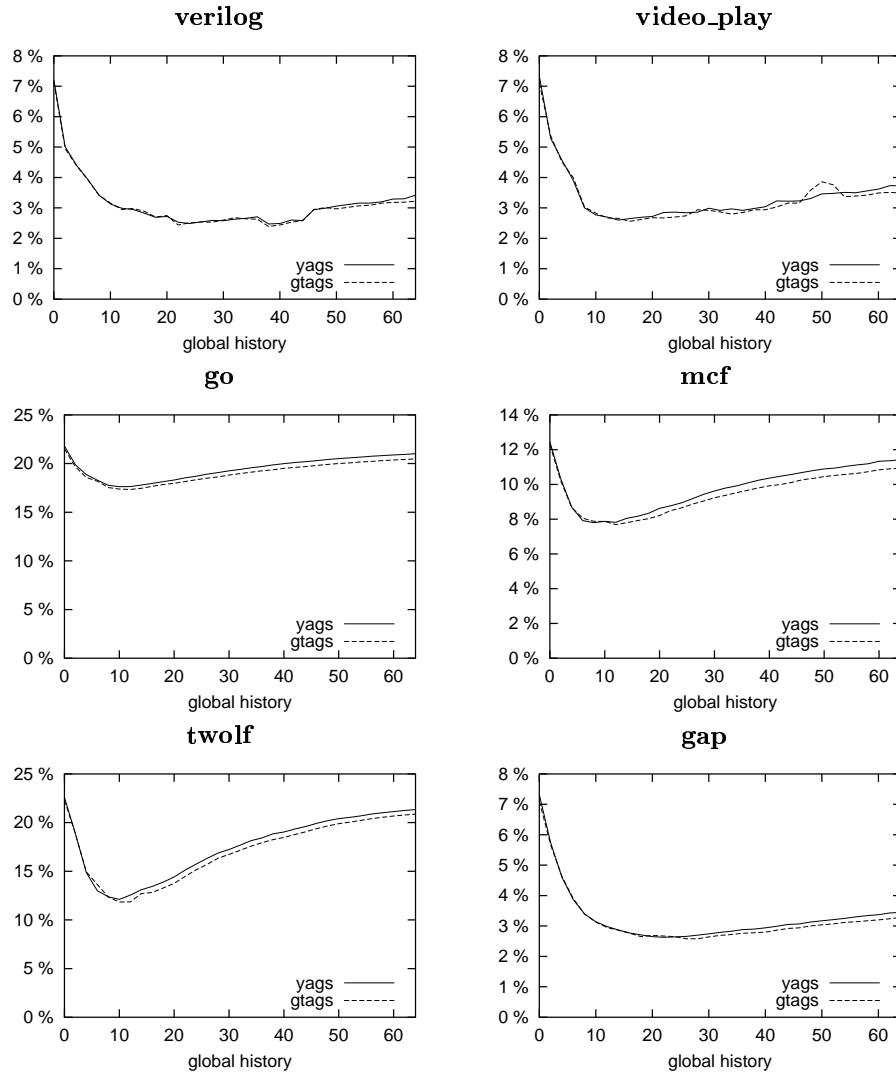 verilog
8 %
7 %
6 %
5 %
4 %
3 %
2 %
1 %
0 %
yags
gtags
0 10 20 30 40 50 60
global history
video_play
8 %
7 %
6 %
5 %
4 %
3 %
2 %
1 %
0 %
yags
gtags
0 10 20 30 40 50 60
global history
go
25 %
20 %
15 %
10 %
5 %
0 %
yags
gtags
0 10 20 30 40 50 60
global history
mcf
14 %
12 %
10 %
8 %
6 %
4 %
2 %
0 %
yags
gtags
0 10 20 30 40 50 60
global history
twolf
25 %
20 %
15 %
10 %
5 %
0 %
yags
gtags
0 10 20 30 40 50 60
global history
gap
8 %
7 %
6 %
5 %
4 %
3 %
2 %
1 %
0 %
yags
gtags
0 10 20 30 40 50 60
global history